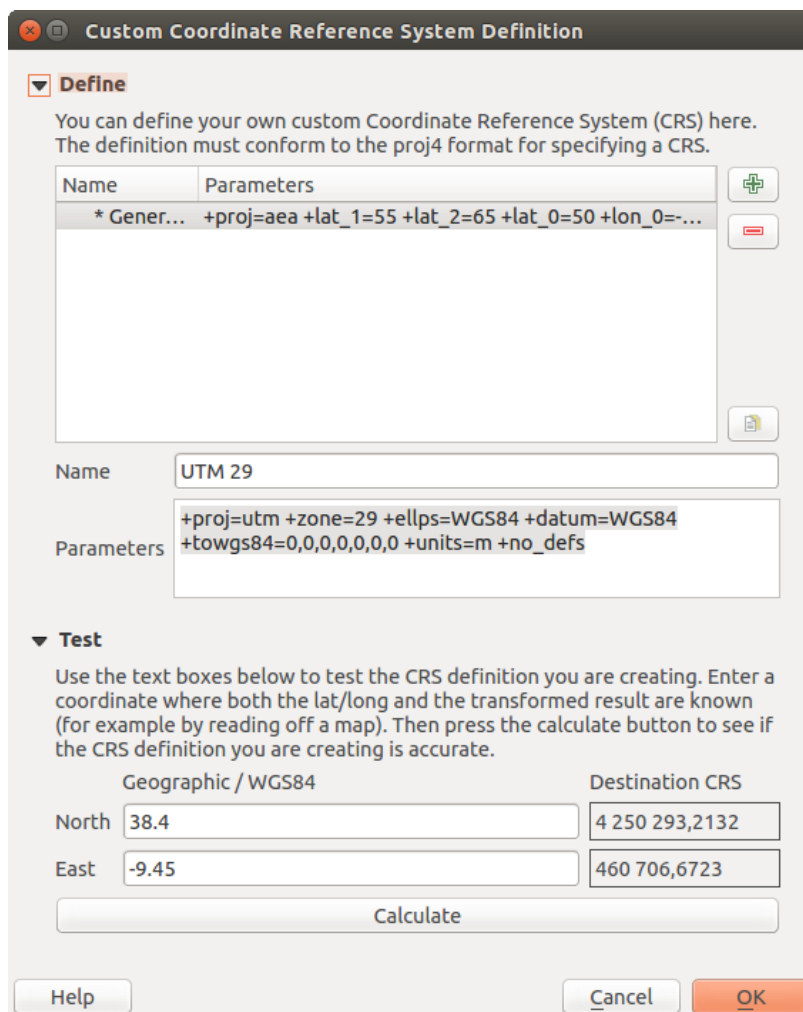 Custom Coordinate Reference System Definition
Define
You can define your own custom Coordinate Reference System (CRS) here.
The definition must conform to the proj4 format for specifying a CRS.
Name Parameters
* Gener... +proj=aea +lat_1=55 +lat_2=65 +lat_0=50 +lon_0=-...
Name UTM 29
Parameters +proj=utm +zone=29 +ellps=WGS84 +datum=WGS84
+towgs84=0,0,0,0,0,0,0 +units=m +no_defs
Test
Use the text boxes below to test the CRS definition you are creating. Enter a
coordinate where both the lat/long and the transformed result are known
(for example by reading off a map). Then press the calculate button to see if
the CRS definition you are creating is accurate.
Geographic / WGS84 Destination CRS
North 38.4 4 250 293,2132
East -9.45 460 706,6723
Calculate
Help Cancel OK